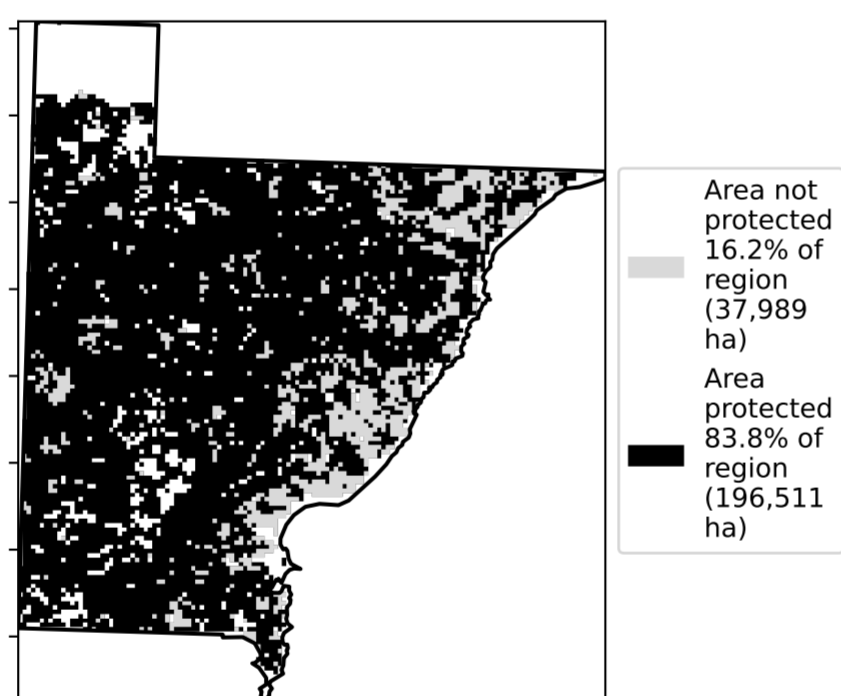 Area not
protected
16.2% of
region
(37,989
ha)
Area
protected
83.8% of
region
(196,511
ha)